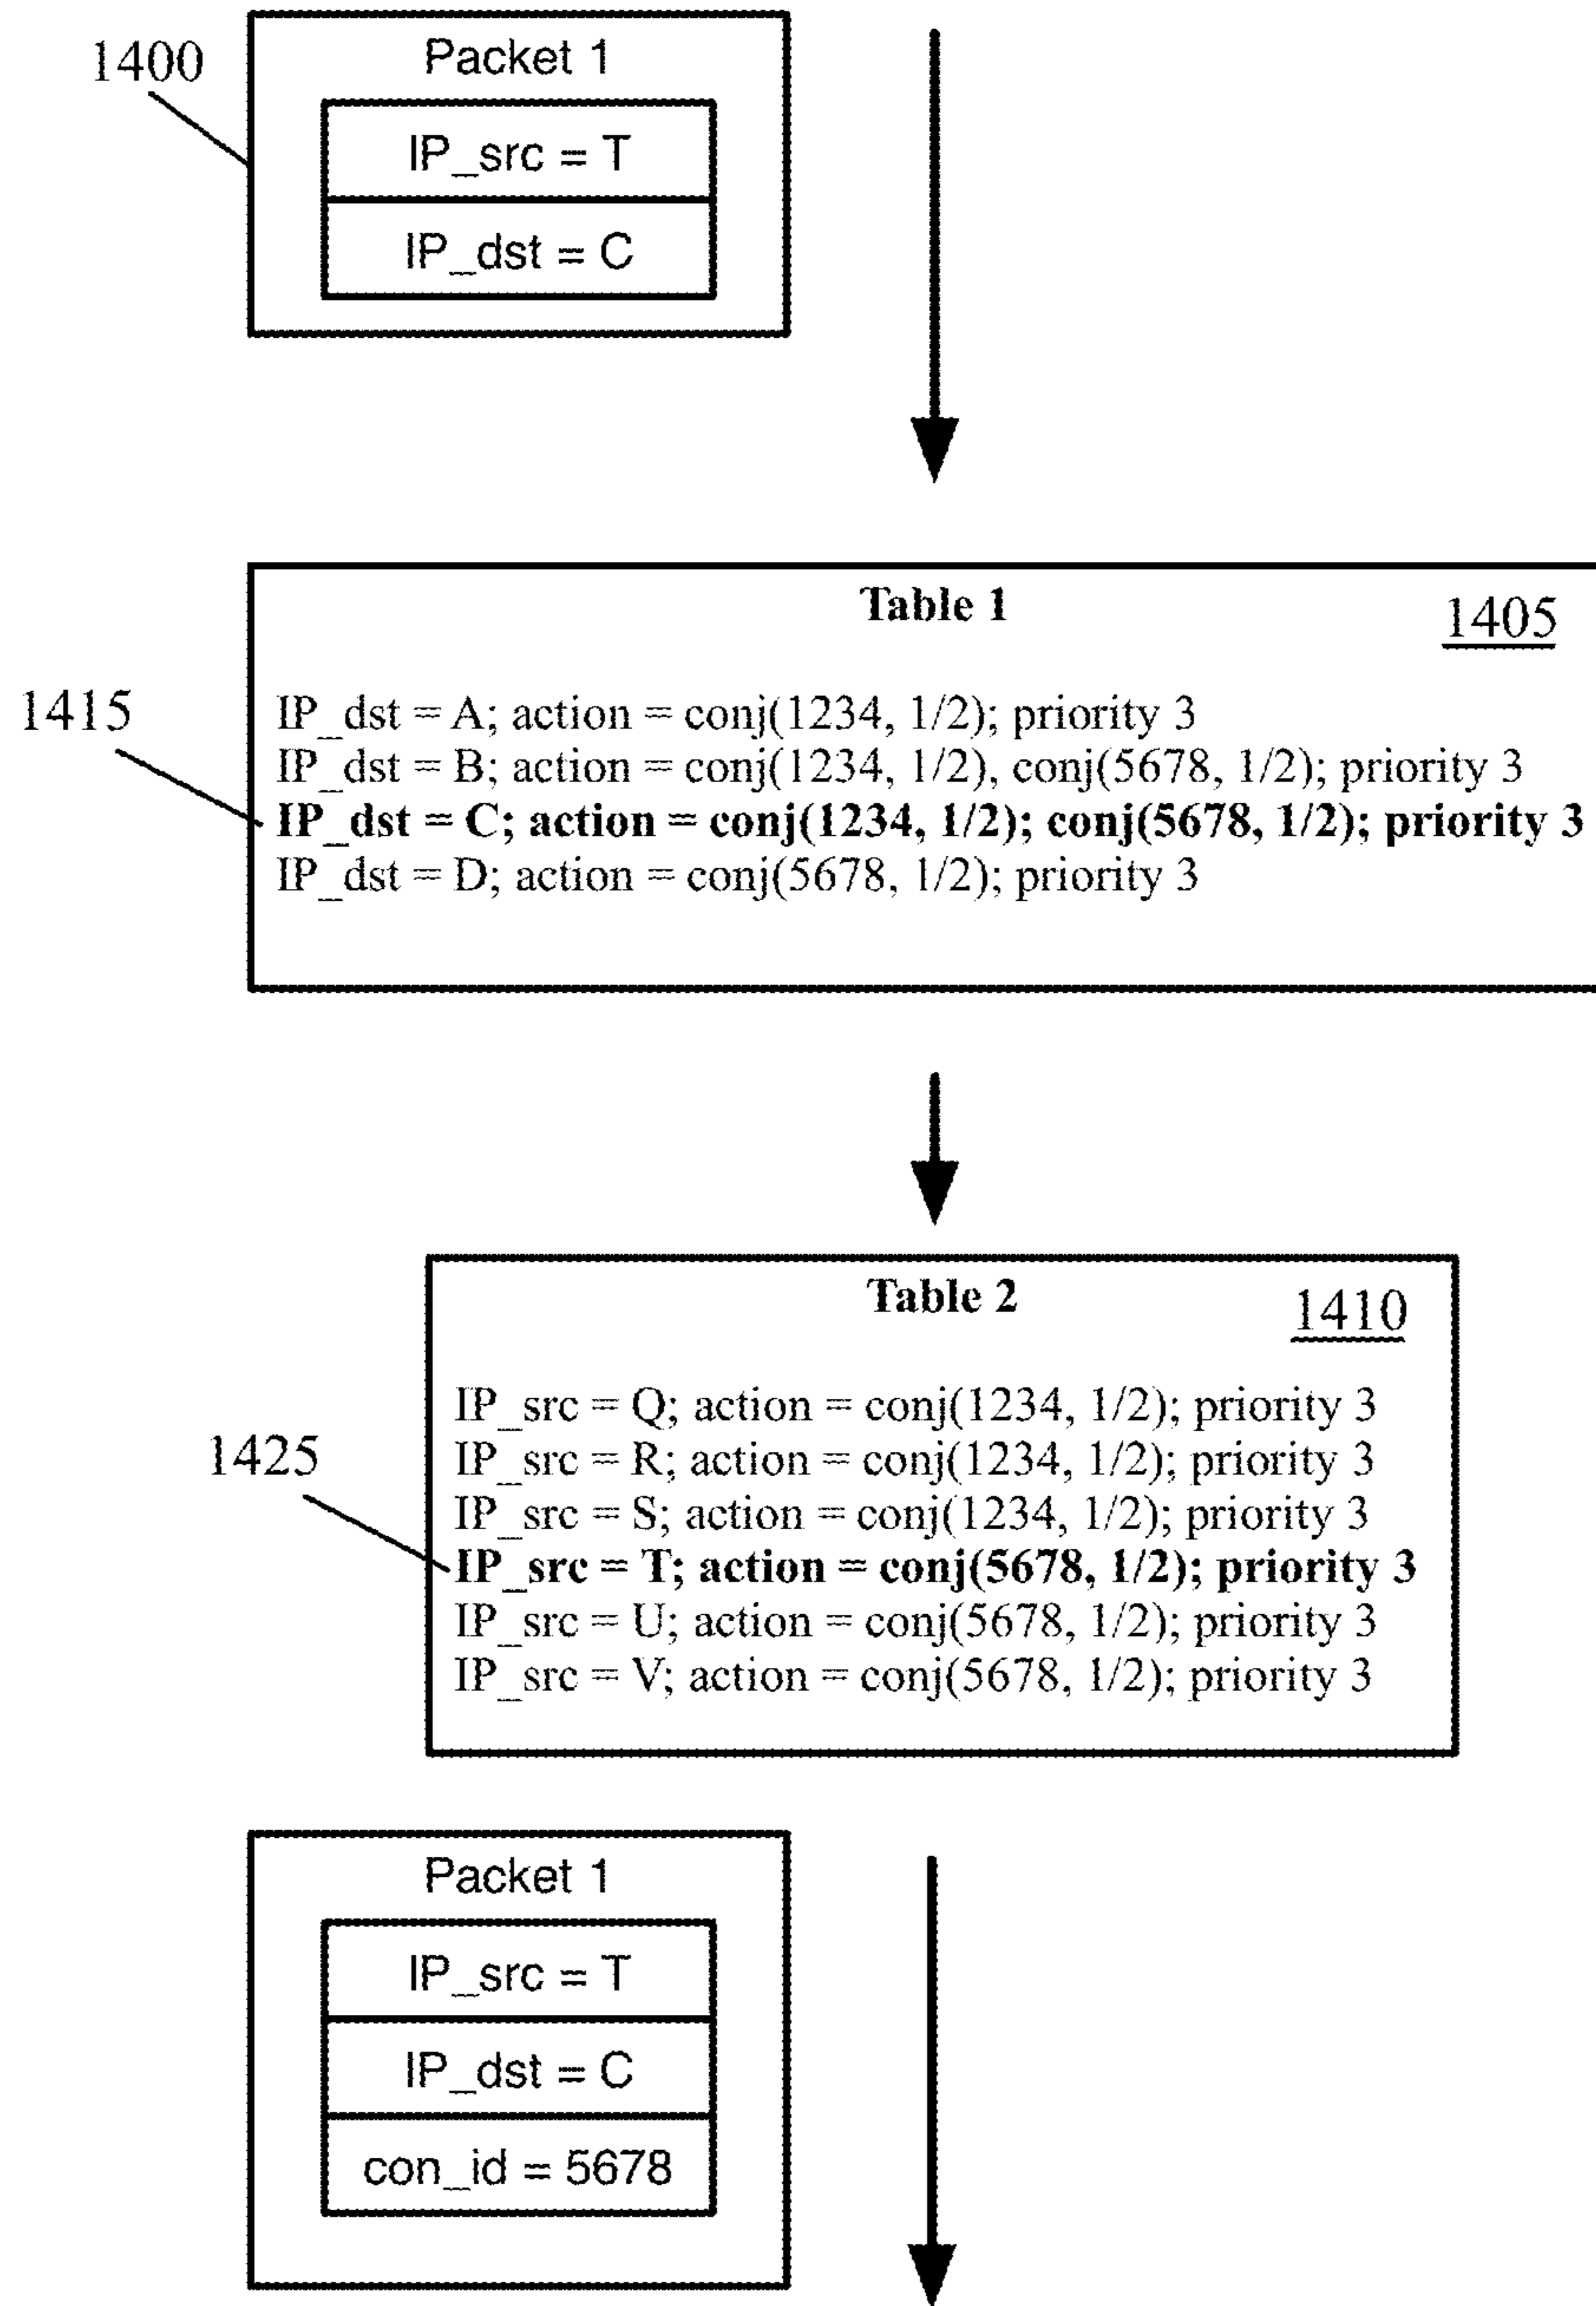 1400
Packet 1
IP_src = T
IP_dst = C
Table 1
1405
1415
IP_dst = A; action = conj(1234, 1/2); priority 3
IP_dst = B; action = conj(1234, 1/2), conj(5678, 1/2); priority 3
IP_dst = C; action = conj(1234, 1/2); conj(5678, 1/2); priority 3
IP_dst = D; action = conj(5678, 1/2); priority 3
Table 2
1410
1425
IP_src = Q; action = conj(1234, 1/2); priority 3
IP_src = R; action = conj(1234, 1/2); priority 3
IP_src = S; action = conj(1234, 1/2); priority 3
IP_src = T; action = conj(5678, 1/2); priority 3
IP_src = U; action = conj(5678, 1/2); priority 3
IP_src = V; action = conj(5678, 1/2); priority 3
Packet 1
IP_src = T
IP_dst = C
con_id = 5678